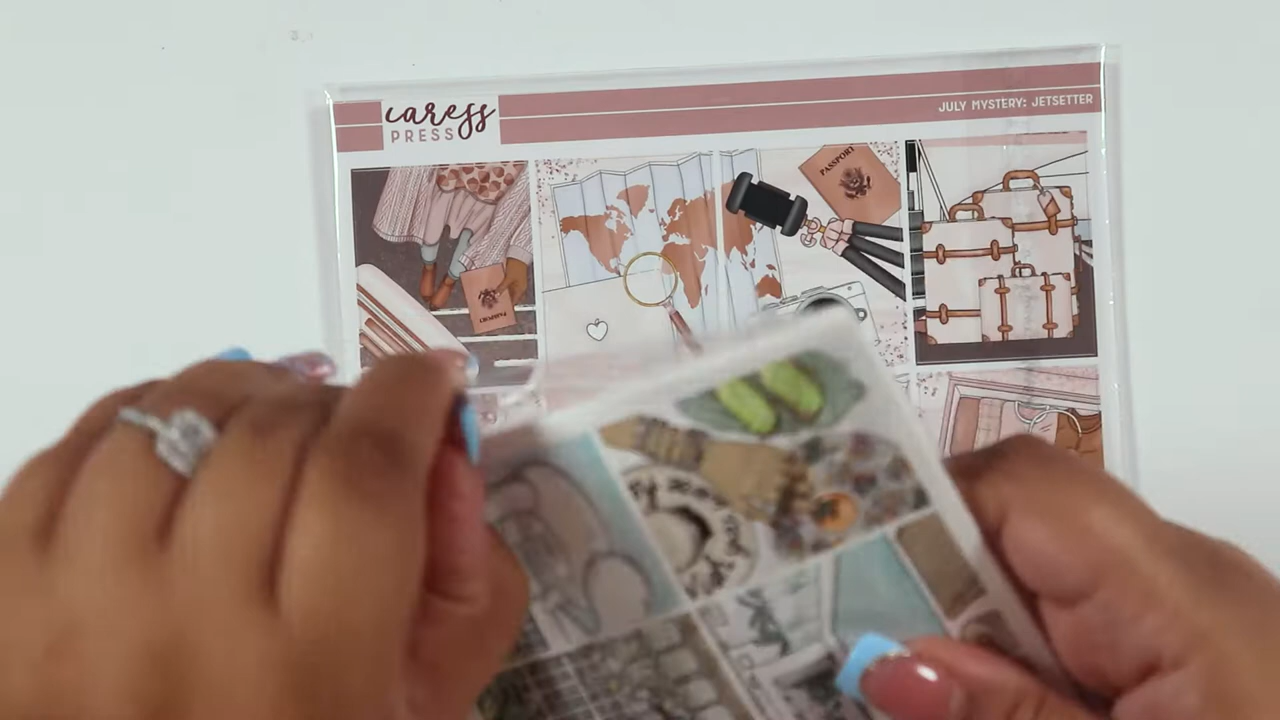 caress
PRESS
JULY MYSTERY: JETSETTER
PASSPORT
PASSPORT